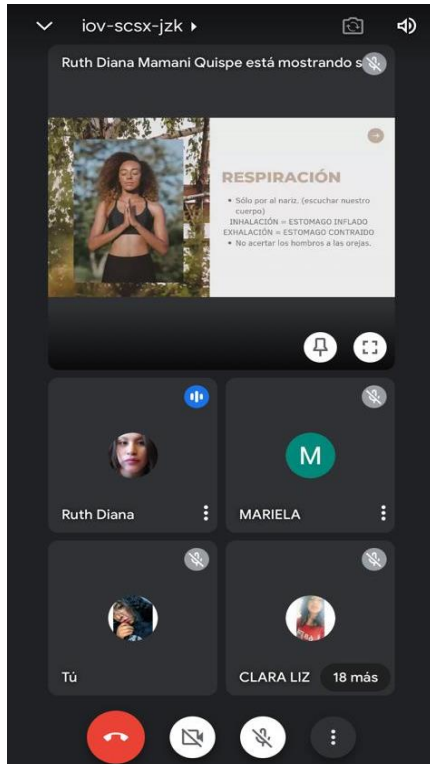 iov-scsx-jzk
Ruth Diana Mamani Quispe está mostrando s
RESPIRACIÓN
• Sólo por al nariz. (escuchar nuestro
cuerpo)
INHALACIÓN = ESTOMAGO INFLADO
EXHALACIÓN = ESTOMAGO CONTRAIDO
• No acertar los hombros a las orejas.
Ruth Diana
M
MARIELA
Tú
CLARA LIZ
18 más